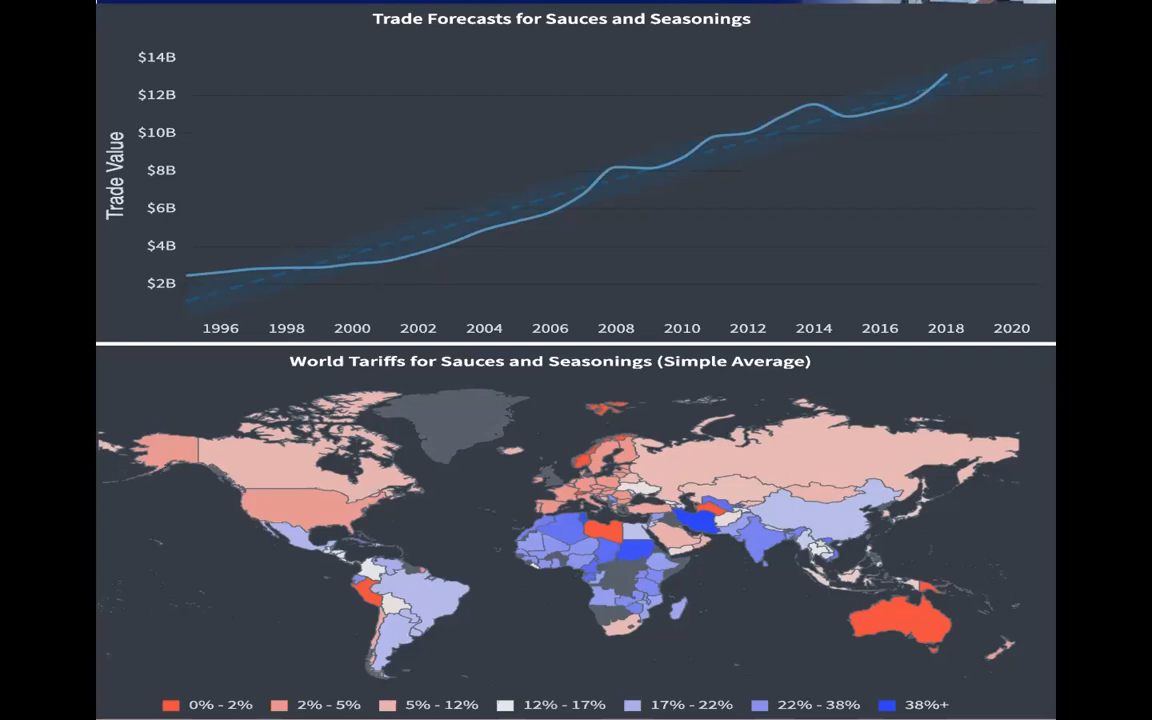 Trade Forecasts for Sauces and Seasonings
$14B
$12B
$10B
$8B
$6B
$4B
$2B
Trade Value
1996 1998 2000 2002 2004 2006 2008 2010 2012 2014 2016 2018 2020
World Tariffs for Sauces and Seasonings (Simple Average)
0% - 2% 2% - 5% 5% - 12% 12% - 17% 17% - 22% 22% - 38% 38%+